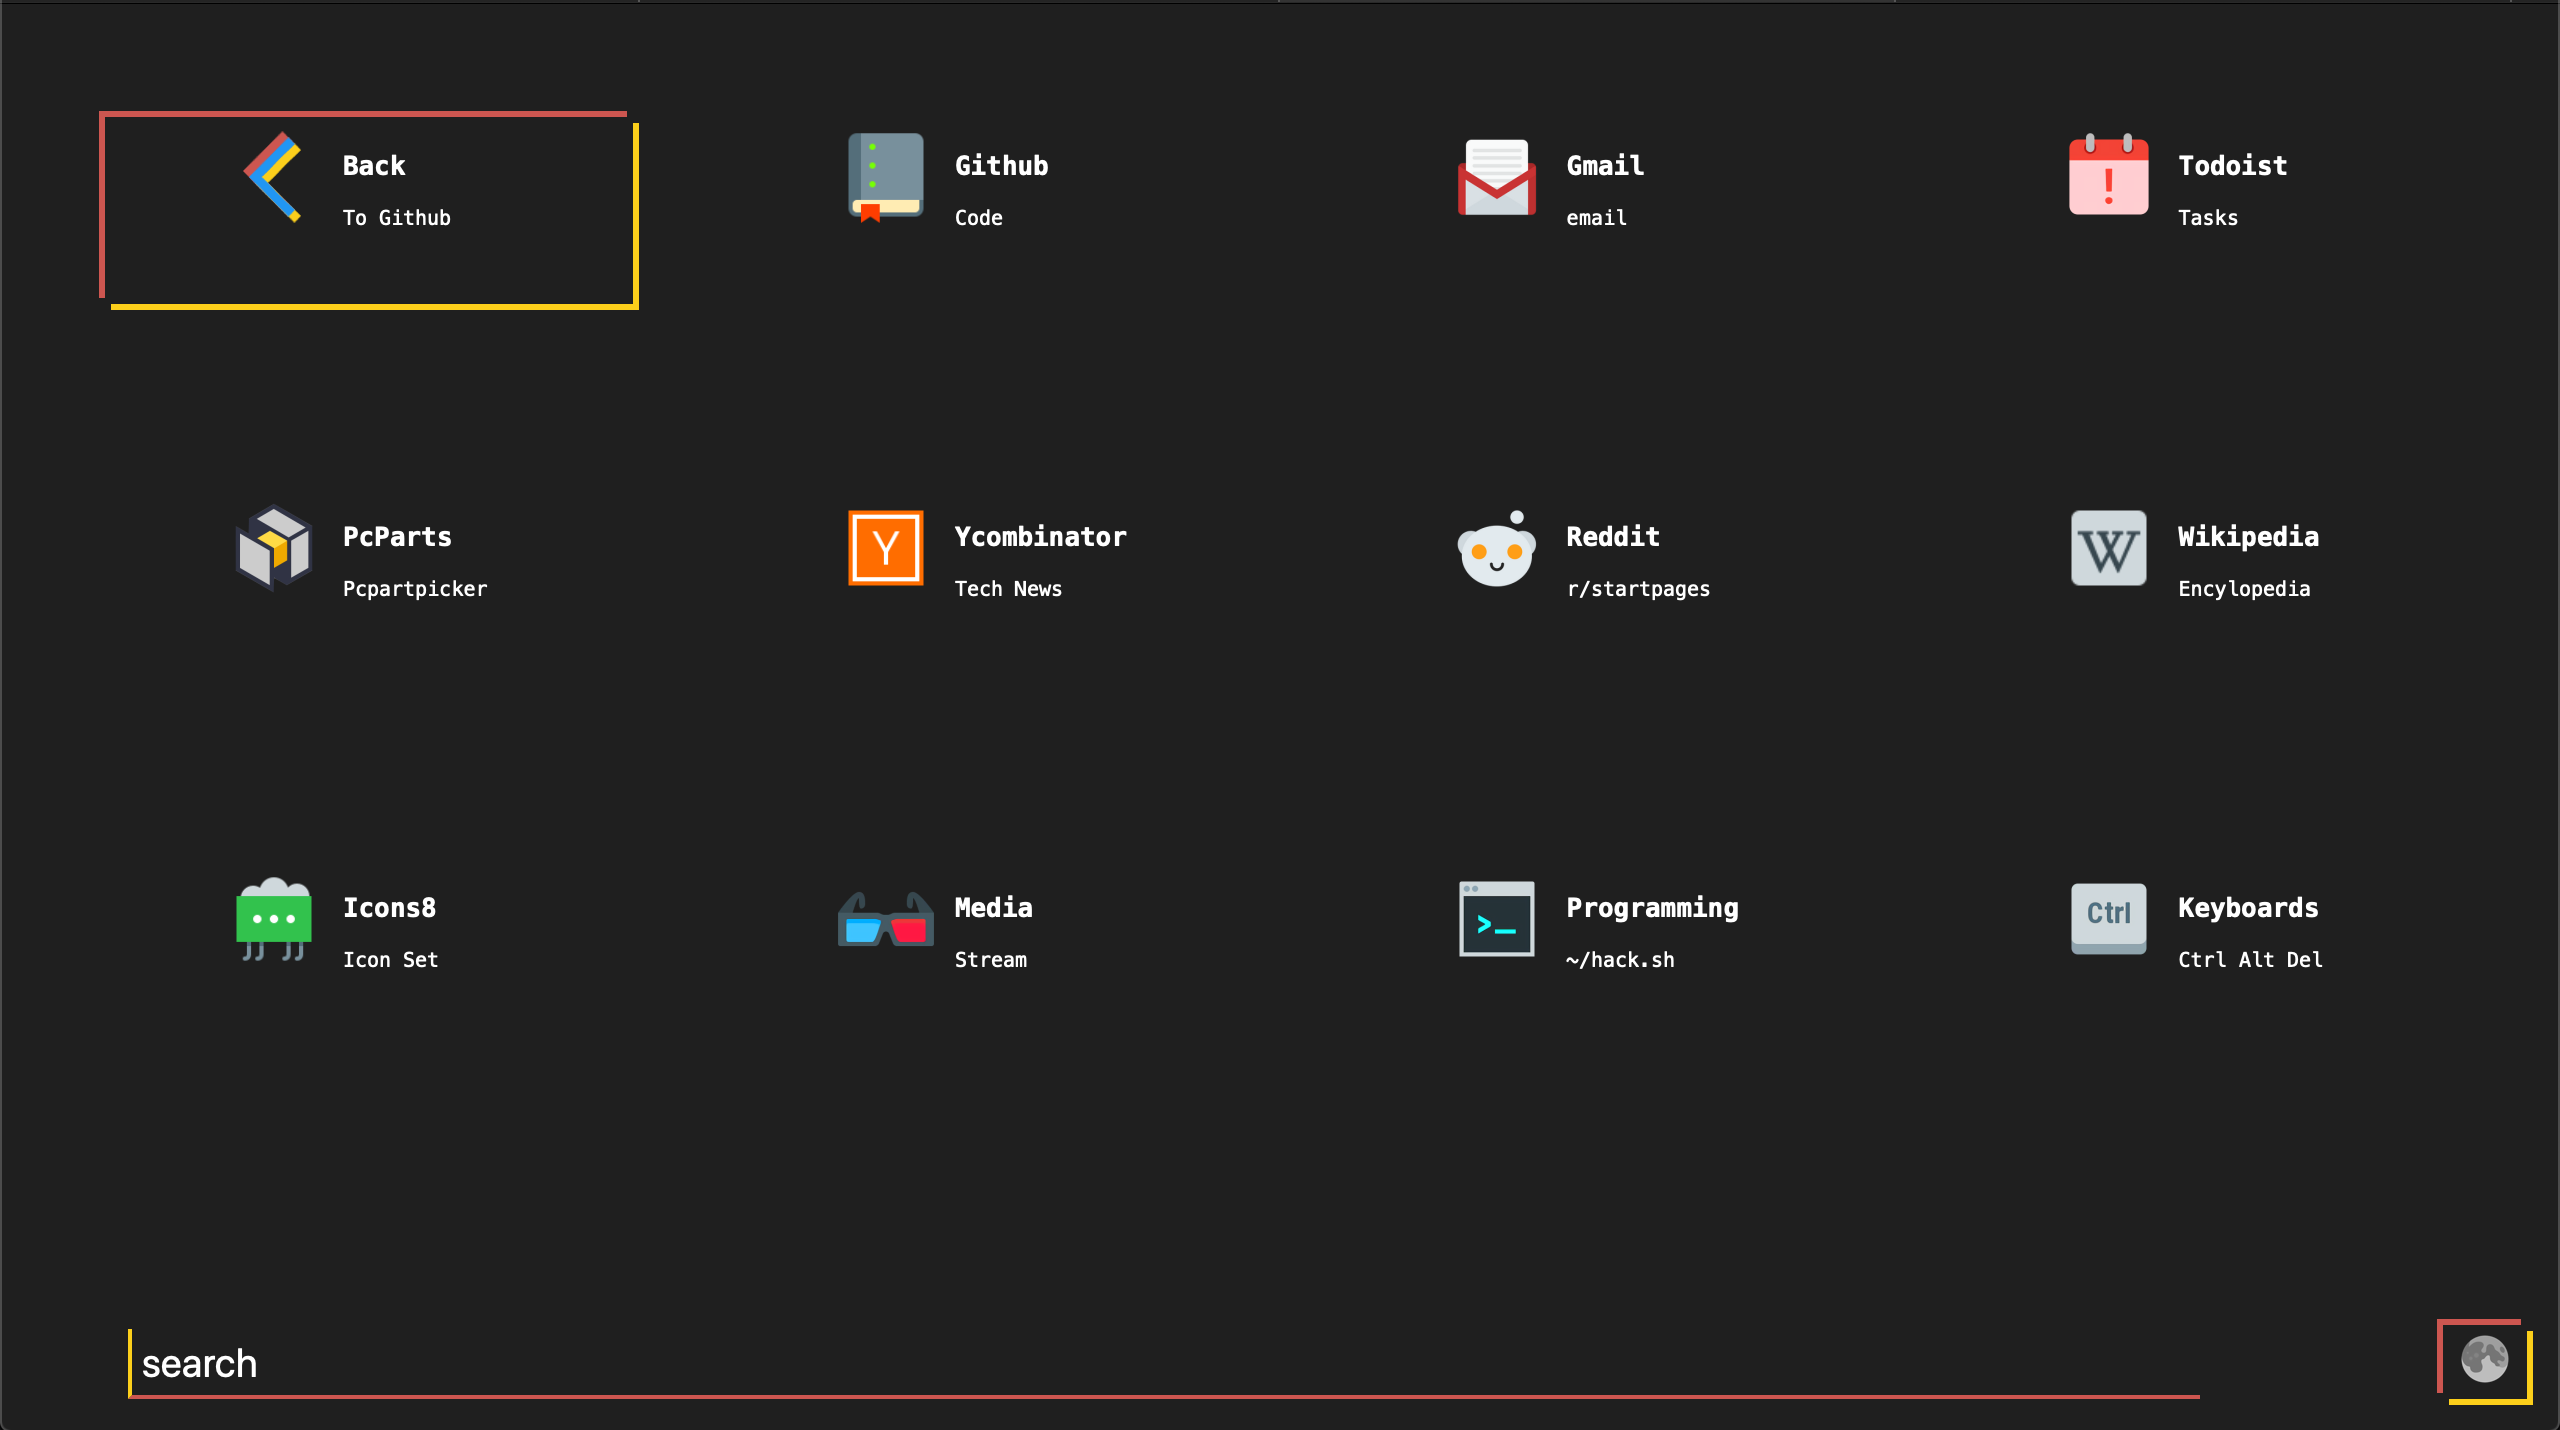 Back
To Github
Github
Code
Gmail
email
Todoist
Tasks
PcParts
Pcpartpicker
Y
Ycombinator
Tech News
Reddit
r/startpages
W
Wikipedia
Encylopedia
Icons8
Icon Set
Media
Stream
>_
Programming
~/hack.sh
Ctrl
Keyboards
Ctrl Alt Del
search